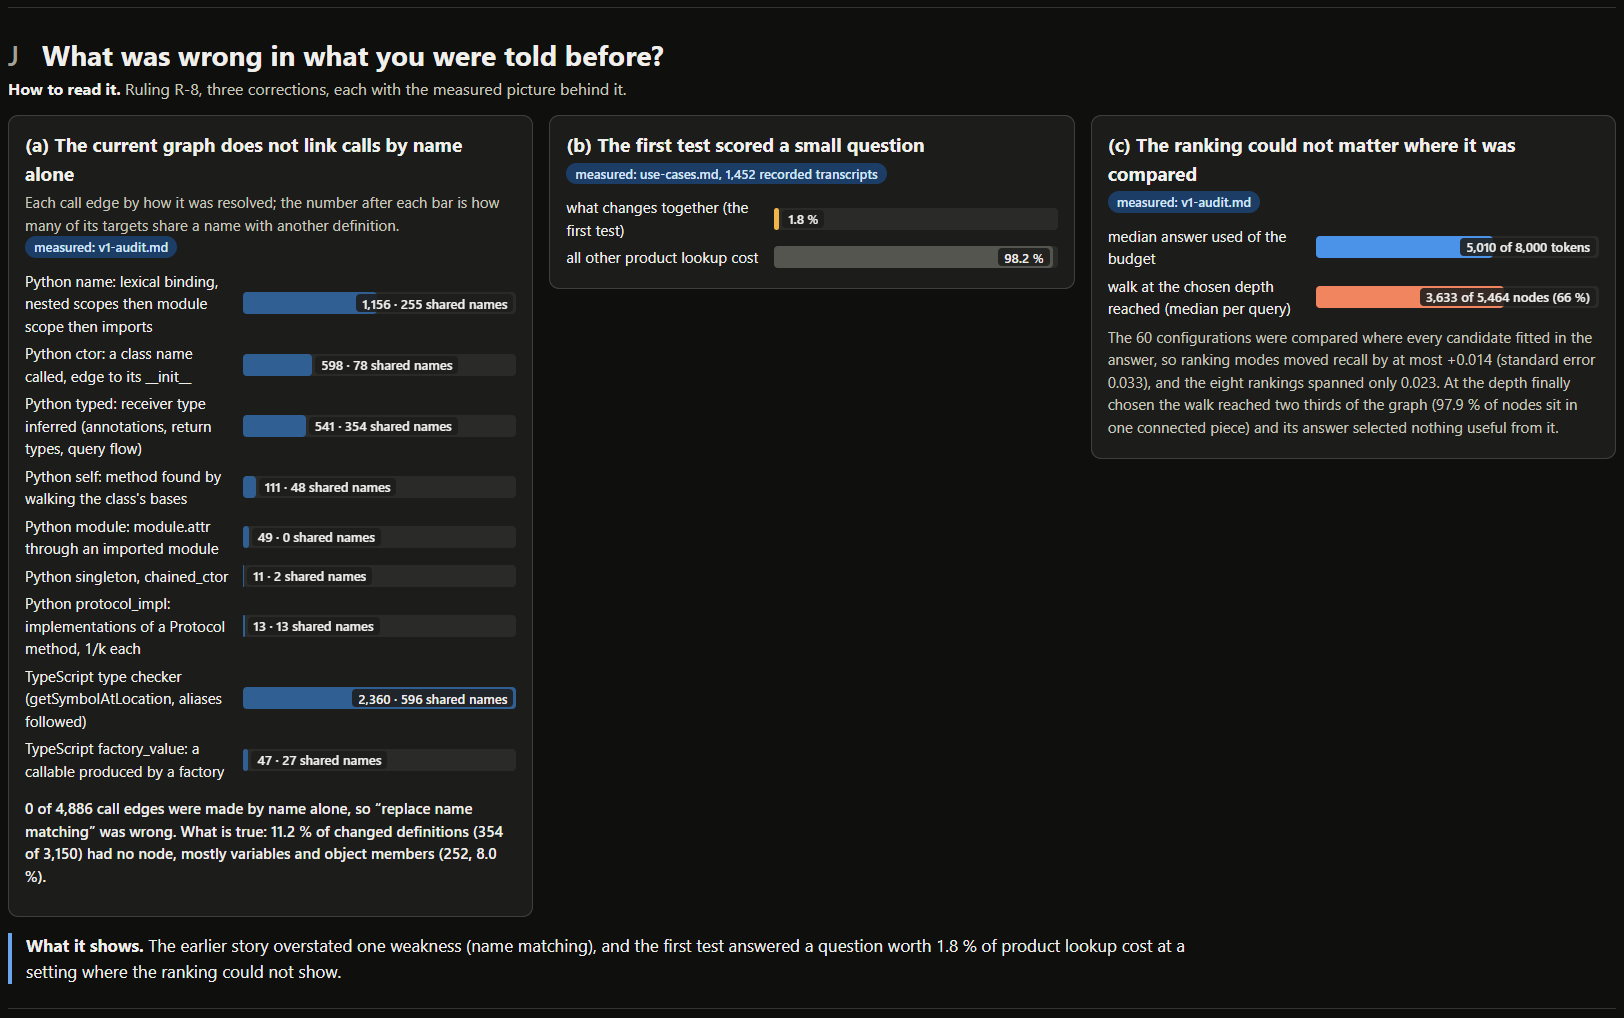 J What was wrong in what you were told before?
How to read it. Ruling R-8, three corrections, each with the measured picture behind it.
(a) The current graph does not link calls by name
alone
Each call edge by how it was resolved; the number after each bar is how
many of its targets share a name with another definition.
measured: v1-audit.md
Python name: lexical binding,
nested scopes then module
scope then imports
1,156 · 255 shared names
Python ctor: a class name
called, edge to its __init__
598 · 78 shared names
Python typed: receiver type
inferred (annotations, return
types, query flow)
541 · 354 shared names
Python self: method found by
walking the class's bases
111 · 48 shared names
Python module: module.attr
through an imported module
49 · 0 shared names
Python singleton, chained_ctor
11 · 2 shared names
Python protocol_impl:
implementations of a Protocol
method, 1/k each
13 · 13 shared names
TypeScript type checker
(getSymbolAtLocation, aliases
followed)
2,360 · 596 shared names
TypeScript factory_value: a
callable produced by a factory
47 · 27 shared names
0 of 4,886 call edges were made by name alone, so “replace name
matching” was wrong. What is true: 11.2 % of changed definitions (354
of 3,150) had no node, mostly variables and object members (252, 8.0
%).
(b) The first test scored a small question
measured: use-cases.md, 1,452 recorded transcripts
what changes together (the
first test)
1.8 %
all other product lookup cost
98.2 %
(c) The ranking could not matter where it was
compared
measured: v1-audit.md
median answer used of the
budget
5,010 of 8,000 tokens
walk at the chosen depth
reached (median per query)
3,633 of 5,464 nodes (66 %)
The 60 configurations were compared where every candidate fitted in the
answer, so ranking modes moved recall by at most +0.014 (standard error
0.033), and the eight rankings spanned only 0.023. At the depth finally
chosen the walk reached two thirds of the graph (97.9 % of nodes sit in
one connected piece) and its answer selected nothing useful from it.
What it shows. The earlier story overstated one weakness (name matching), and the first test answered a question worth 1.8 % of product lookup cost at a
setting where the ranking could not show.